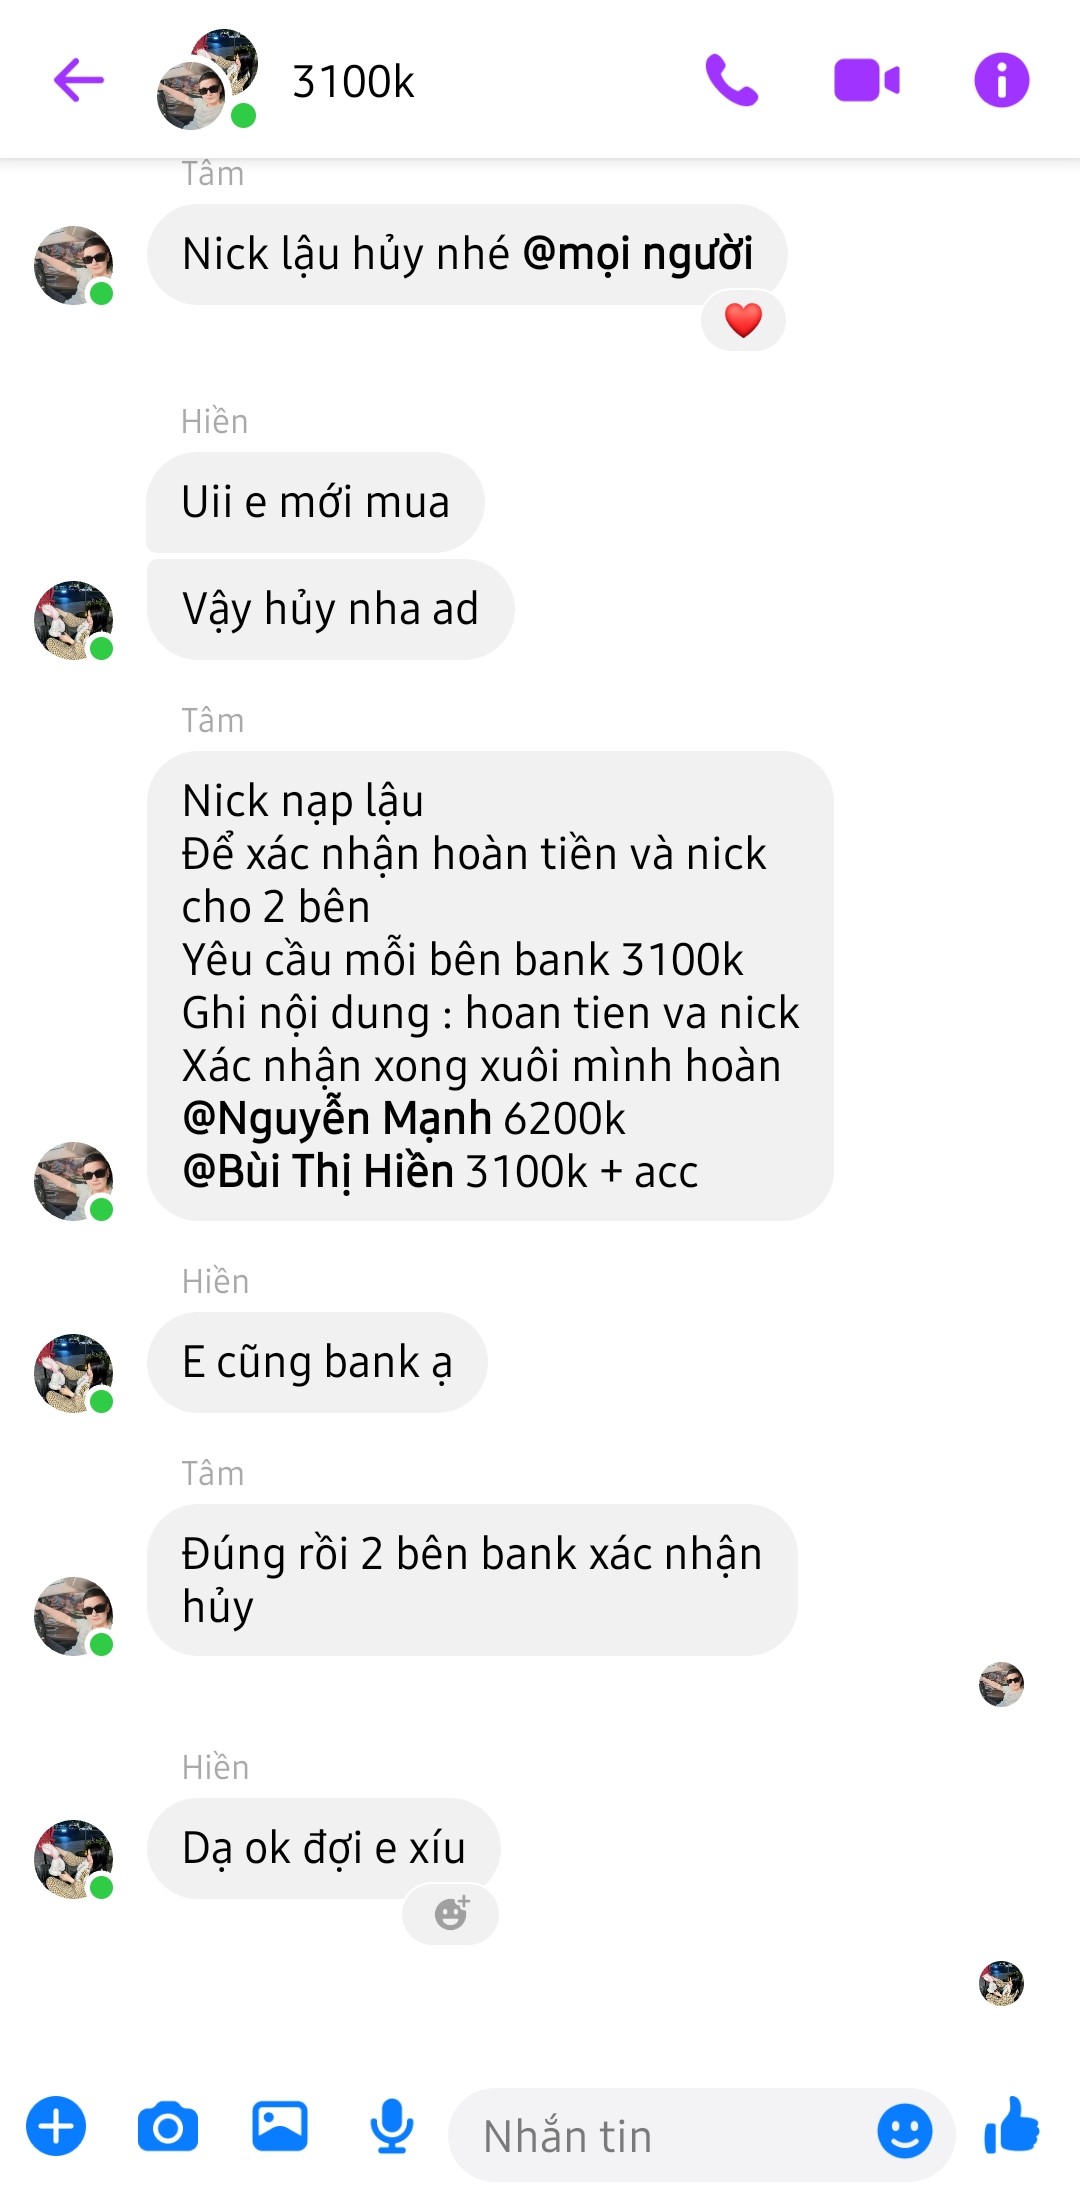 3100k
Tâm
Nick lậu hủy nhé @mọi người
Hiền
Uii e mới mua
Vậy hủy nha ad
Tâm
Nick nạp lậu
Để xác nhận hoàn tiền và nick
cho 2 bên
Yêu cầu mỗi bên bank 3100k
Ghi nội dung : hoan tien va nick
Xác nhận xong xuôi mình hoàn
@Nguyễn Mạnh 6200k
@Bùi Thị Hiền 3100k + acc
Hiền
E cũng bank ạ
Tâm
Đúng rồi 2 bên bank xác nhận
hủy
Hiền
Dạ ok đợi e xíu
Nhắn tin